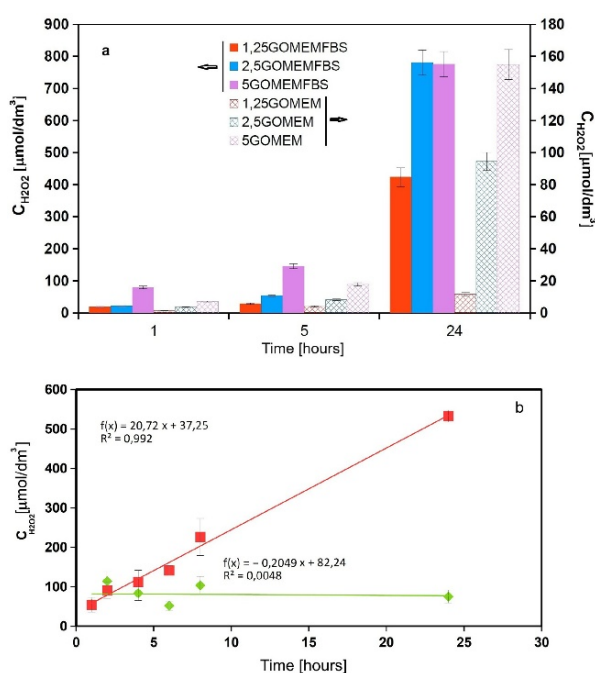 a
C H2O2 [µmol/dm³]
900
800
700
600
500
400
300
200
100
0
1,25GOMEMFBS
2,5GOMEMFBS
5GOMEMFBS
1,25GOMEM
2,5GOMEM
5GOMEM
180
160
140
120
100
80
60
40
20
0
C H2O2 [µmol/dm³]
1 5 24
Time [hours]
b
C H2O2 [µmol/dm³]
600
500
400
300
200
100
0
f(x) = 20,72 x + 37,25
R² = 0,992
f(x) = – 0,2049 x + 82,24
R² = 0,0048
0 5 10 15 20 25 30
Time [hours]